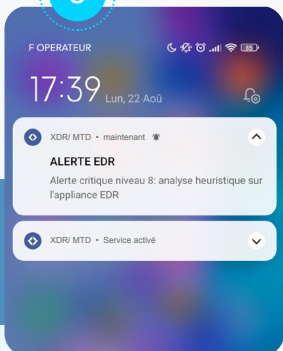 F OPERATEUR
85
17:39 Lun, 22 Aoû
XDR/ MTD • maintenant
ALERTE EDR
Alerte critique niveau 8: analyse heuristique sur
l'appliance EDR
XDR/ MTD • Service activé